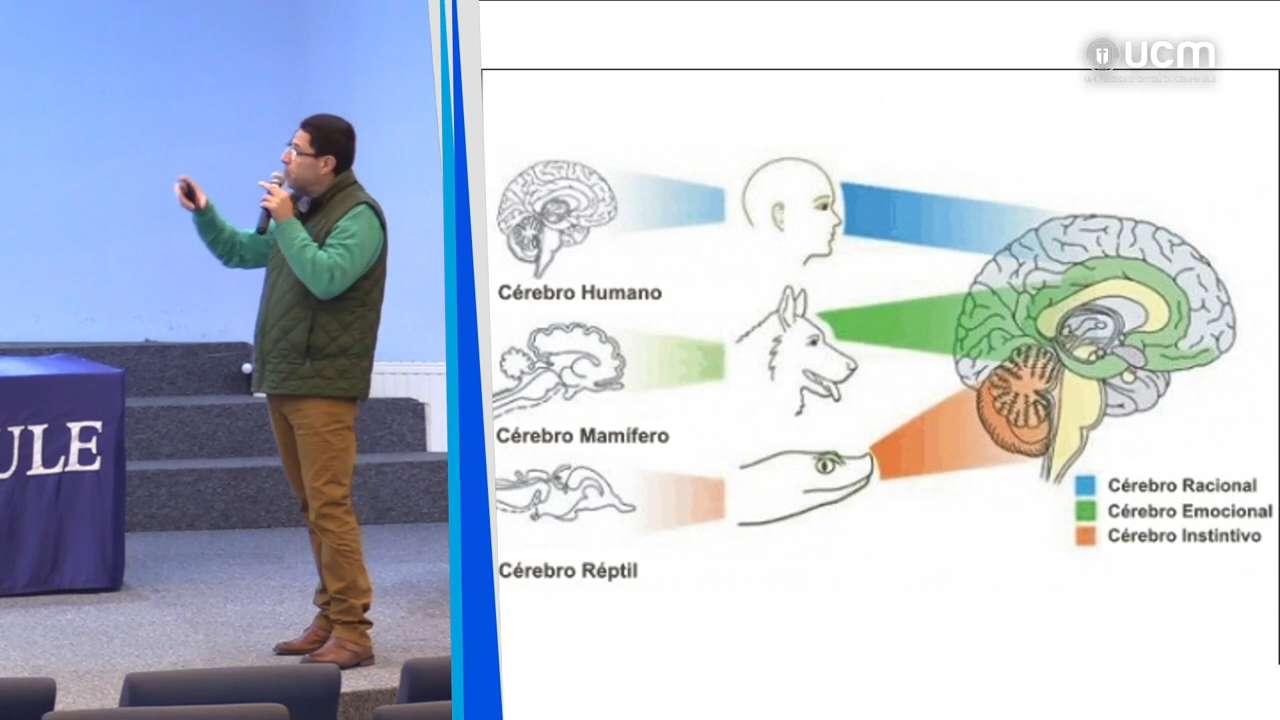 ucm
ULE
Cérebro Humano
Cérebro Mamífero
Cérebro Réptil
Cérebro Racional
Cérebro Emocional
Cérebro Instintivo